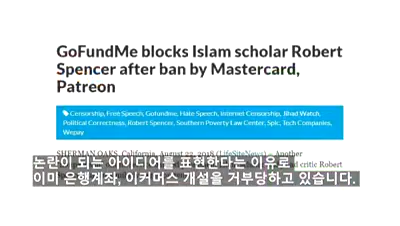 GoFundMe blocks Islam scholar Robert
Spencer after ban by Mastercard,
Patreon
Censorship, Free Speech, Gofundme, Hate Speech, Internet Censorship, Jihad Watch,
Political Correctness, Robert Spencer, Southern Poverty Law Center, Splc, Tech Companies,
Wepay
SHERMAN OAKS, California, August 22, 2018 (LifeSiteNews) – Another
논란이 되는 아이디어를 표현한다는 이유로
critic Robert
이미 은행계좌, 이커머스 개설을 거부당하고 있습니다.